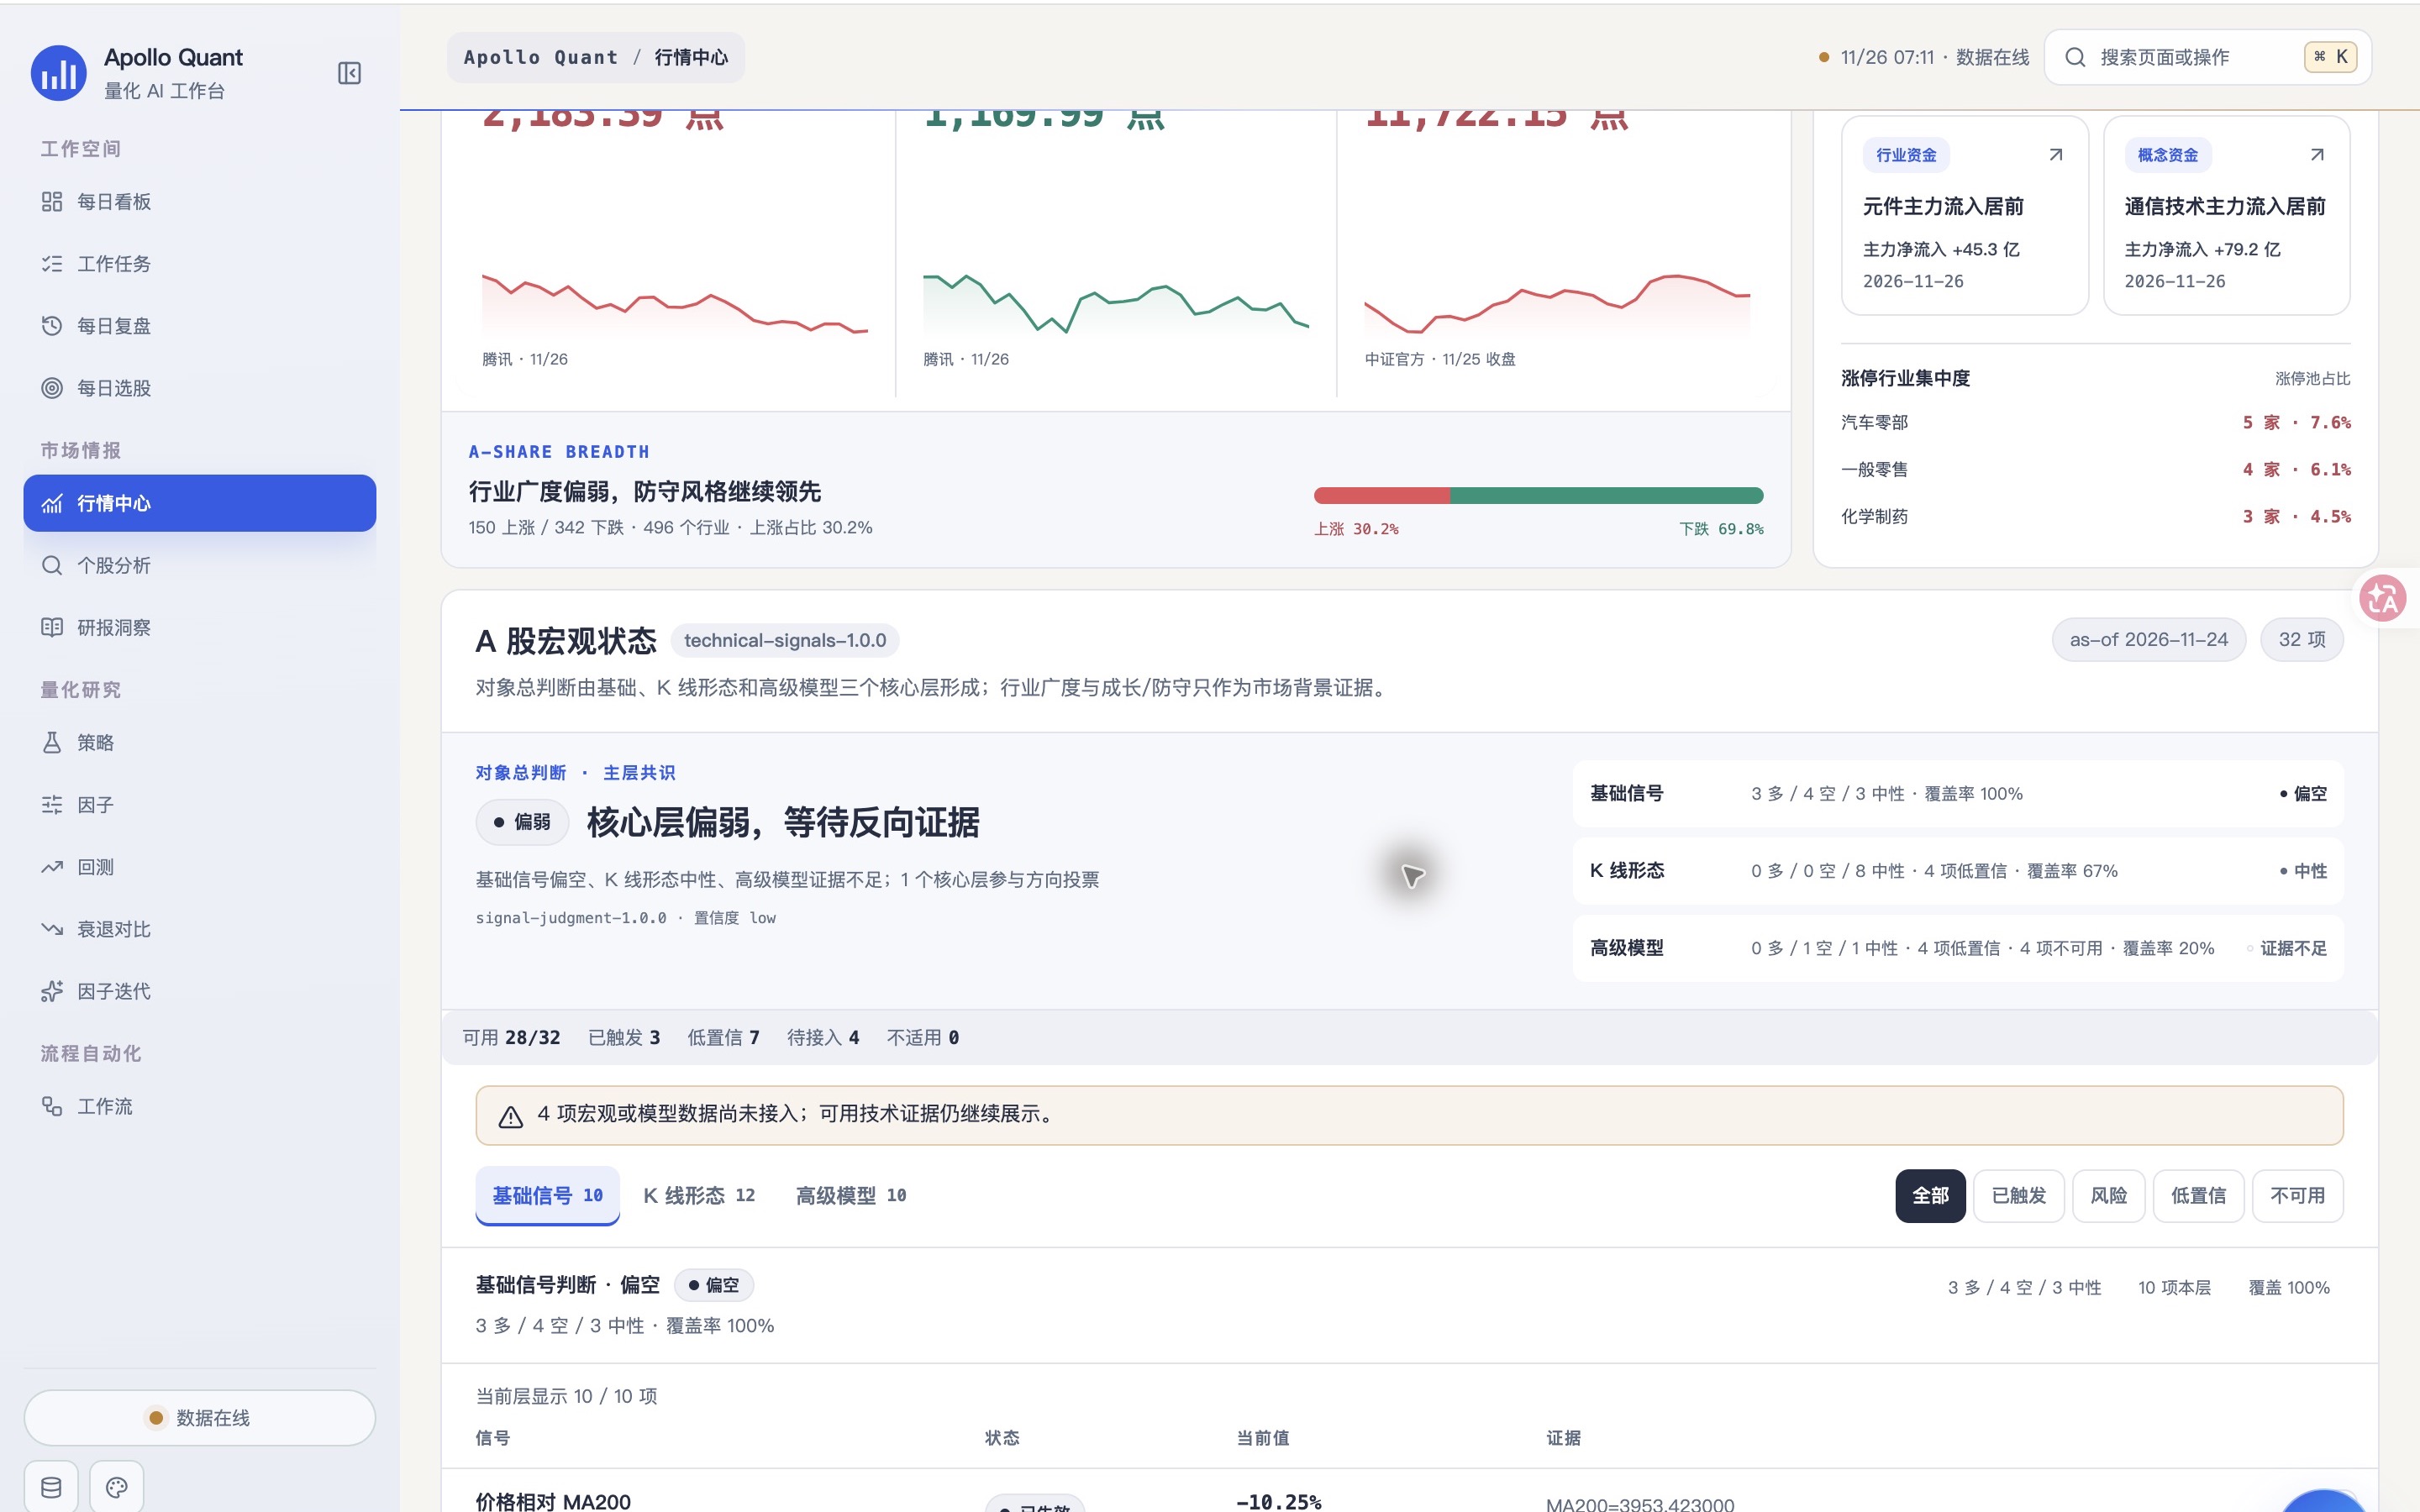 Apollo Quant
量化 AI 工作台
工作空间
每日看板
工作任务
每日复盘
每日选股
市场情报
行情中心
个股分析
研报洞察
量化研究
策略
因子
回测
衰退对比
因子迭代
流程自动化
工作流
数据在线
Apollo Quant / 行情中心
11/26 07:11 · 数据在线
搜索页面或操作
⌘ K
2,183.39 点
1,169.99 点
11,722.15 点
腾讯 · 11/26
腾讯 · 11/26
中证官方 · 11/25 收盘
A-SHARE BREADTH
行业广度偏弱，防守风格继续领先
150 上涨 / 342 下跌 · 496 个行业 · 上涨占比 30.2%
上涨 30.2%
下跌 69.8%
行业资金
元件主力流入居前
主力净流入 +45.3 亿
2026-11-26
概念资金
通信技术主力流入居前
主力净流入 +79.2 亿
2026-11-26
涨停行业集中度
涨停池占比
汽车零部
5 家 · 7.6%
一般零售
4 家 · 6.1%
化学制药
3 家 · 4.5%
A 股宏观状态
technical-signals-1.0.0
as-of 2026-11-24
32 项
对象总判断由基础、K 线形态和高级模型三个核心层形成；行业广度与成长/防守只作为市场背景证据。
对象总判断 · 主层共识
偏弱
核心层偏弱，等待反向证据
基础信号偏空、K 线形态中性、高级模型证据不足；1 个核心层参与方向投票
signal-judgment-1.0.0 · 置信度 low
基础信号
3 多 / 4 空 / 3 中性 · 覆盖率 100%
偏空
K 线形态
0 多 / 0 空 / 8 中性 · 4 项低置信 · 覆盖率 67%
中性
高级模型
0 多 / 1 空 / 1 中性 · 4 项低置信 · 4 项不可用 · 覆盖率 20%
证据不足
可用 28/32
已触发 3
低置信 7
待接入 4
不适用 0
4 项宏观或模型数据尚未接入；可用技术证据仍继续展示。
基础信号 10
K 线形态 12
高级模型 10
全部
已触发
风险
低置信
不可用
基础信号判断 · 偏空
偏空
3 多 / 4 空 / 3 中性
10 项本层
覆盖 100%
3 多 / 4 空 / 3 中性 · 覆盖率 100%
当前层显示 10 / 10 项
信号
状态
当前值
证据
价格相对 MA200
已失效
-10.25%
MA200=3953.423000